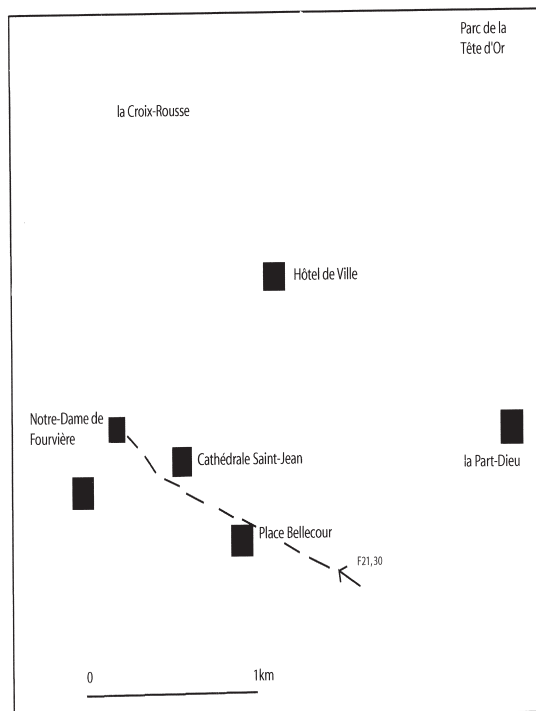 Parc de la
Tête d'Or
la Croix-Rousse
Hôtel de Ville
Notre-Dame de
Fourvière
Cathédrale Saint-Jean
la Part-Dieu
Place Bellecour
F21,30
0 1km